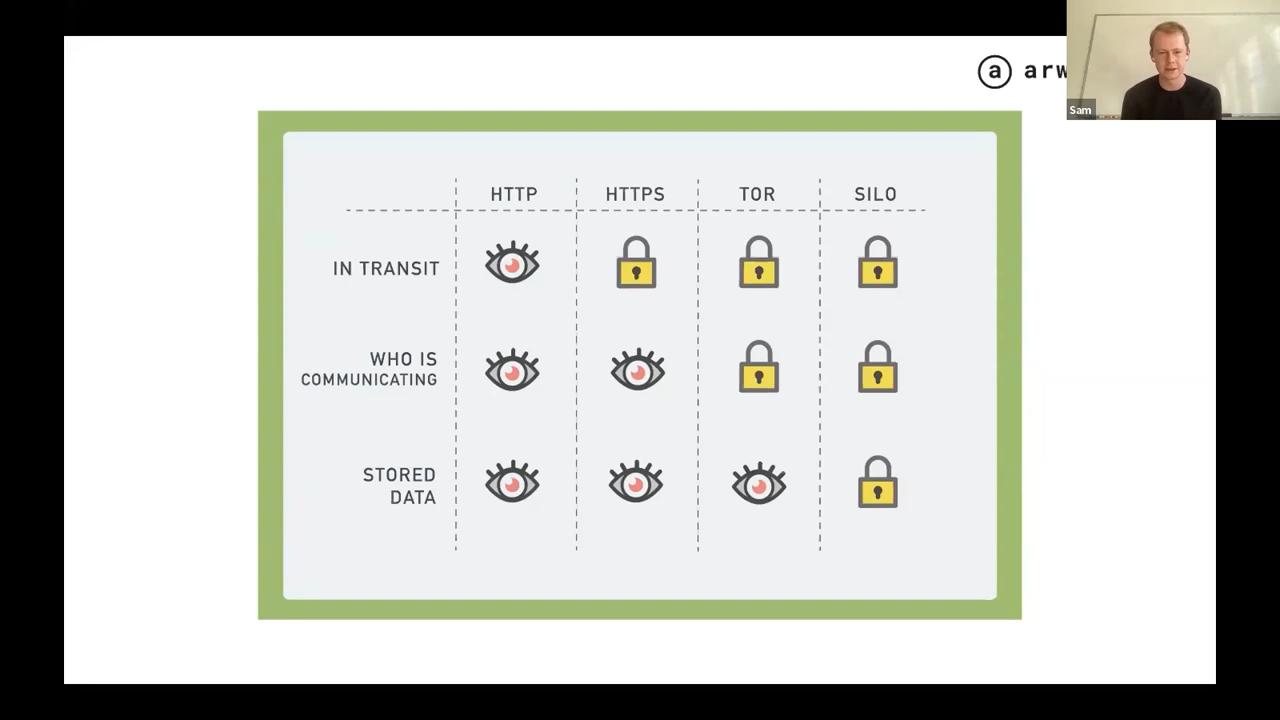 a arw
Sam
HTTP HTTPS TOR SILO
IN TRANSIT
WHO IS
COMMUNICATING
STORED
DATA